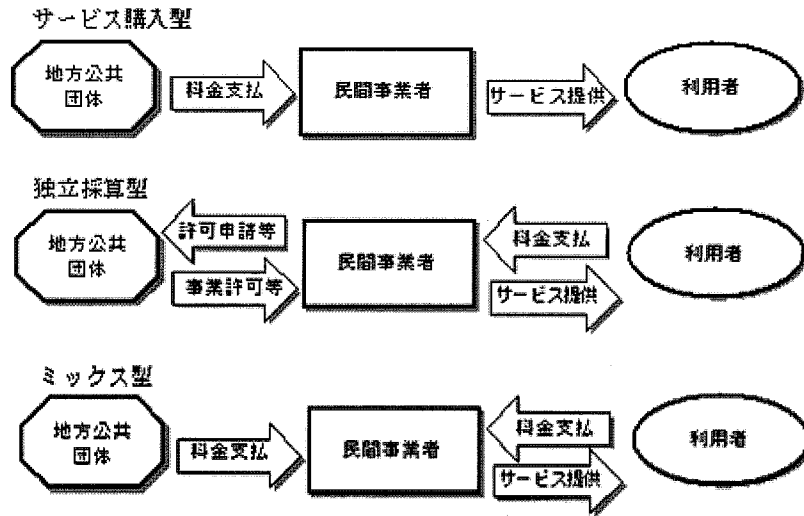 サービス購入型
地方公共
団体
料金支払
民間事業者
サービス提供
利用者
独立採算型
地方公共
団体
許可申請等
事業許可等
民間事業者
料金支払
サービス提供
利用者
ミックス型
地方公共
団体
料金支払
民間事業者
料金支払
サービス提供
利用者